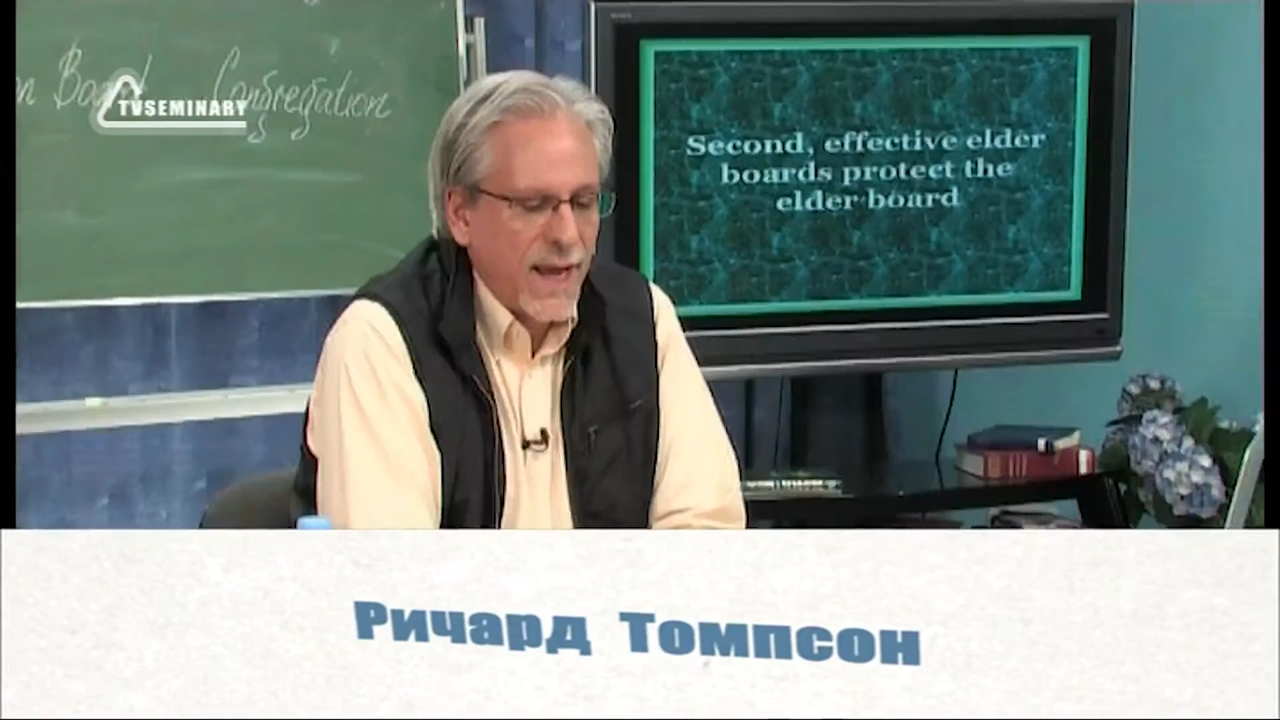 Board Congregation
TVSEMINARY
Second, effective elder
boards protect the
elder board
Ричард Томпсон